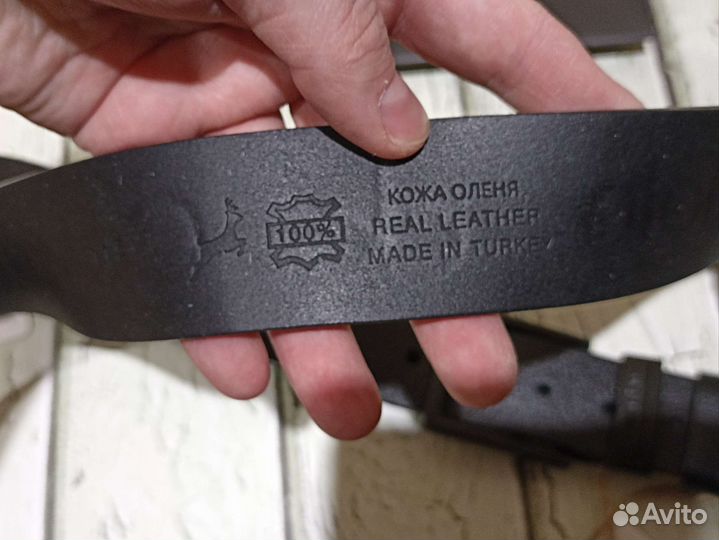 КОЖА ОЛЕНЯ
100% REAL LEATHER
MADE IN TURKEY
Avito